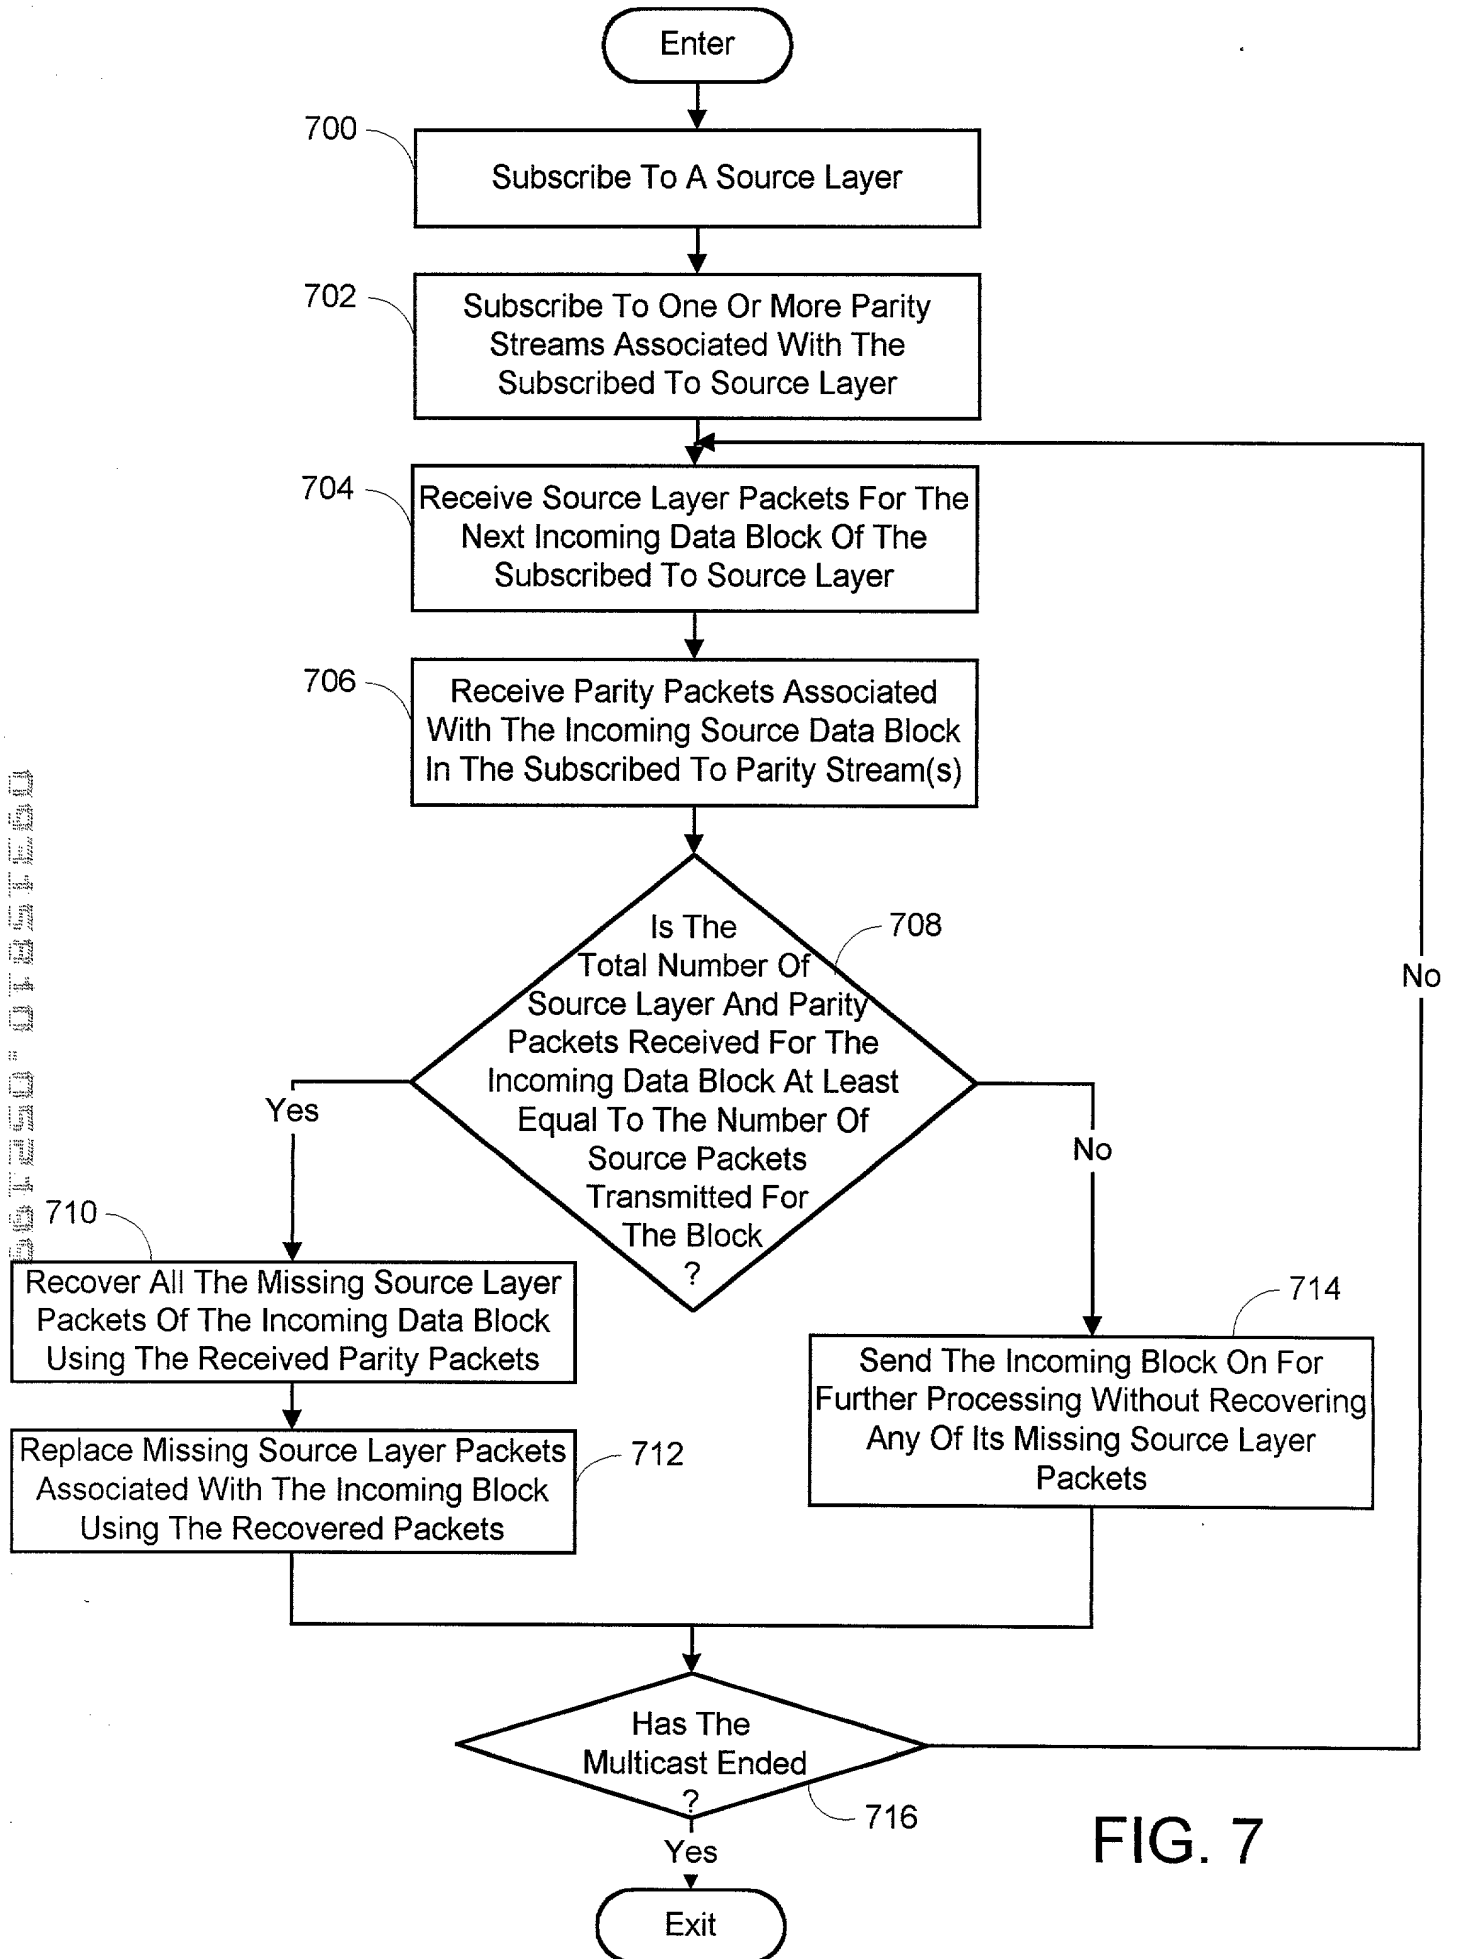 Enter
700
Subscribe To A Source Layer
702
Subscribe To One Or More Parity
Streams Associated With The
Subscribed To Source Layer
704
Receive Source Layer Packets For The
Next Incoming Data Block Of The
Subscribed To Source Layer
706
Receive Parity Packets Associated
With The Incoming Source Data Block
In The Subscribed To Parity Stream(s)
708
Is The
Total Number Of
Source Layer And Parity
Packets Received For The
Incoming Data Block At Least
Equal To The Number Of
Source Packets
Transmitted For
The Block
?
Yes
No
No
710
Recover All The Missing Source Layer
Packets Of The Incoming Data Block
Using The Received Parity Packets
712
Replace Missing Source Layer Packets
Associated With The Incoming Block
Using The Recovered Packets
714
Send The Incoming Block On For
Further Processing Without Recovering
Any Of Its Missing Source Layer
Packets
Has The
Multicast Ended
?
716
Yes
Exit
FIG. 7